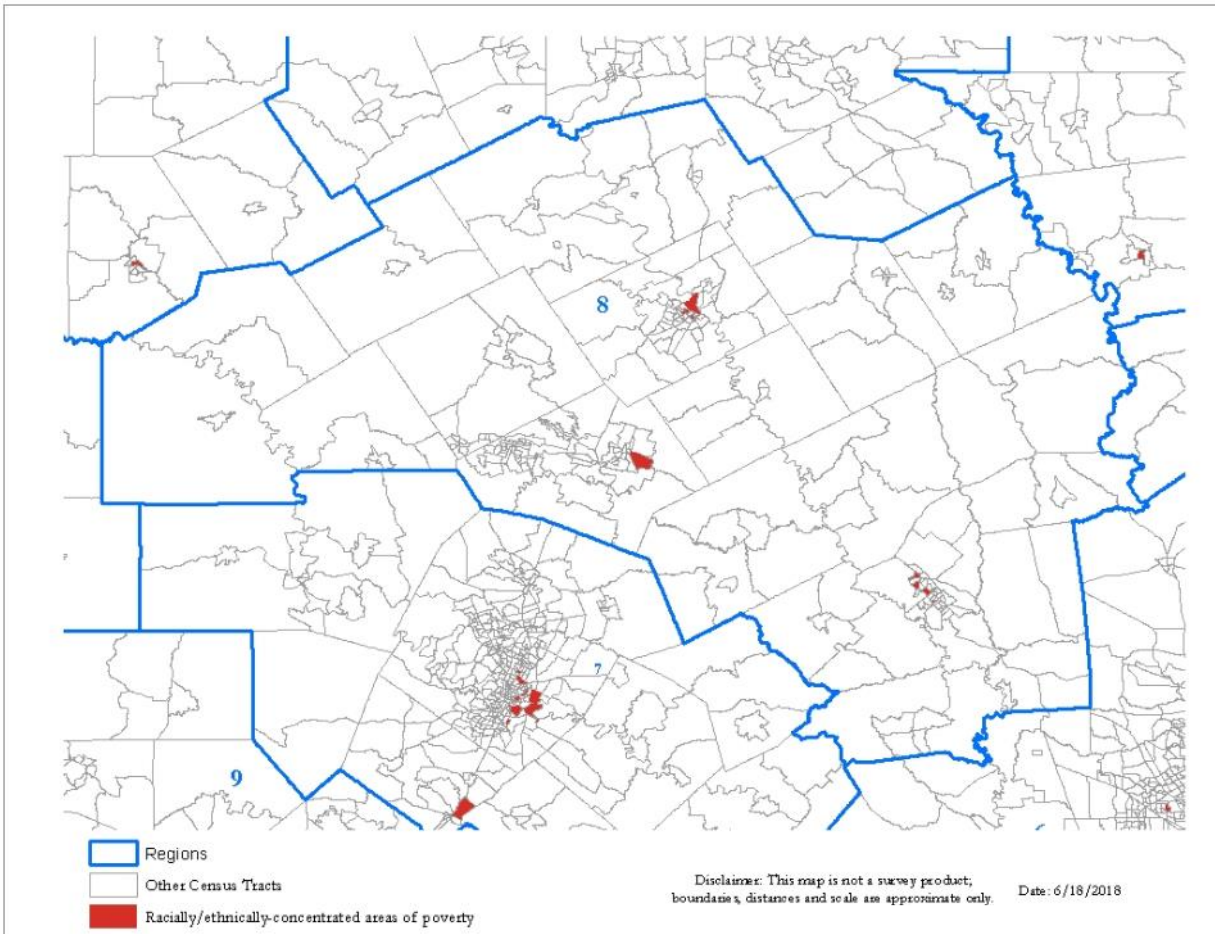 8
7
9
Regions
Other Census Tracts
Racially/ethnically-concentrated areas of poverty
Disclaimer: This map is not a survey product;
boundaries, distances and scale are approximate only.
Date: 6/18/2018